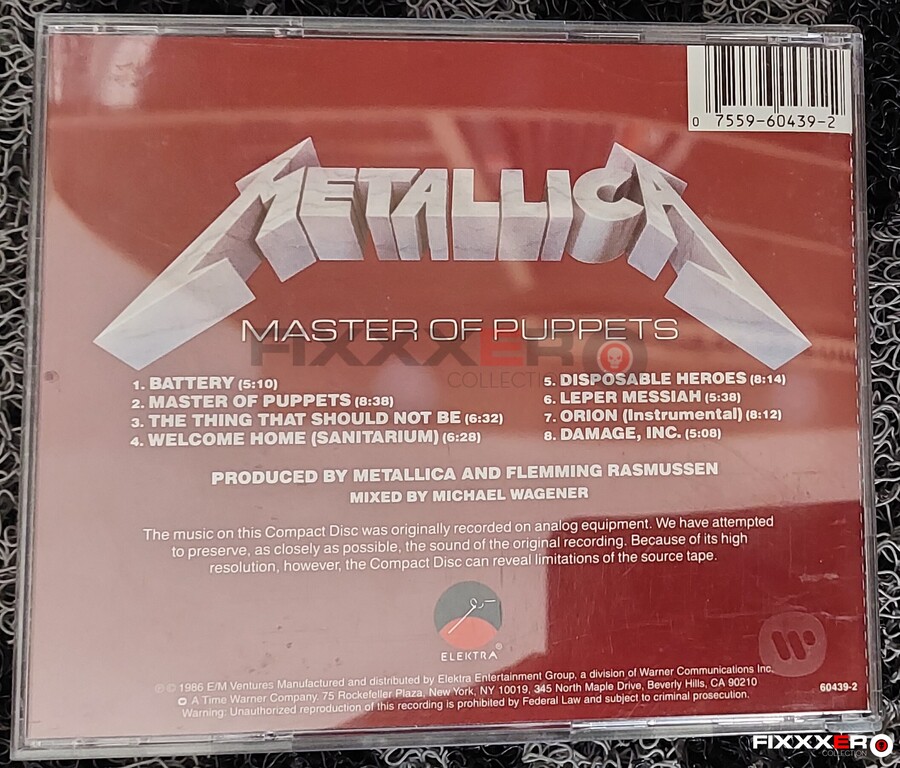 0 7559-60439-2
METALLICA
MASTER OF PUPPETS
FIXXXERO
COLLECTION
1. BATTERY (5:10)
2. MASTER OF PUPPETS (8:38)
3. THE THING THAT SHOULD NOT BE (6:32)
4. WELCOME HOME (SANITARIUM) (6:28)
5. DISPOSABLE HEROES (8:14)
6. LEPER MESSIAH (5:38)
7. ORION (Instrumental) (8:12)
8. DAMAGE, INC. (5:08)
PRODUCED BY METALLICA AND FLEMMING RASMUSSEN
MIXED BY MICHAEL WAGENER
The music on this Compact Disc was originally recorded on analog equipment. We have attempted
to preserve, as closely as possible, the sound of the original recording. Because of its high
resolution, however, the Compact Disc can reveal limitations of the source tape.
ELEKTRA®
℗© 1986 E/M Ventures Manufactured and distributed by Elektra Entertainment Group, a division of Warner Communications Inc.
A Time Warner Company. 75 Rockefeller Plaza, New York, NY 10019, 345 North Maple Drive, Beverly Hills, CA 90210
Warning: Unauthorized reproduction of this recording is prohibited by Federal Law and subject to criminal prosecution.
60439-2
FIXXXERO
COLLECTION